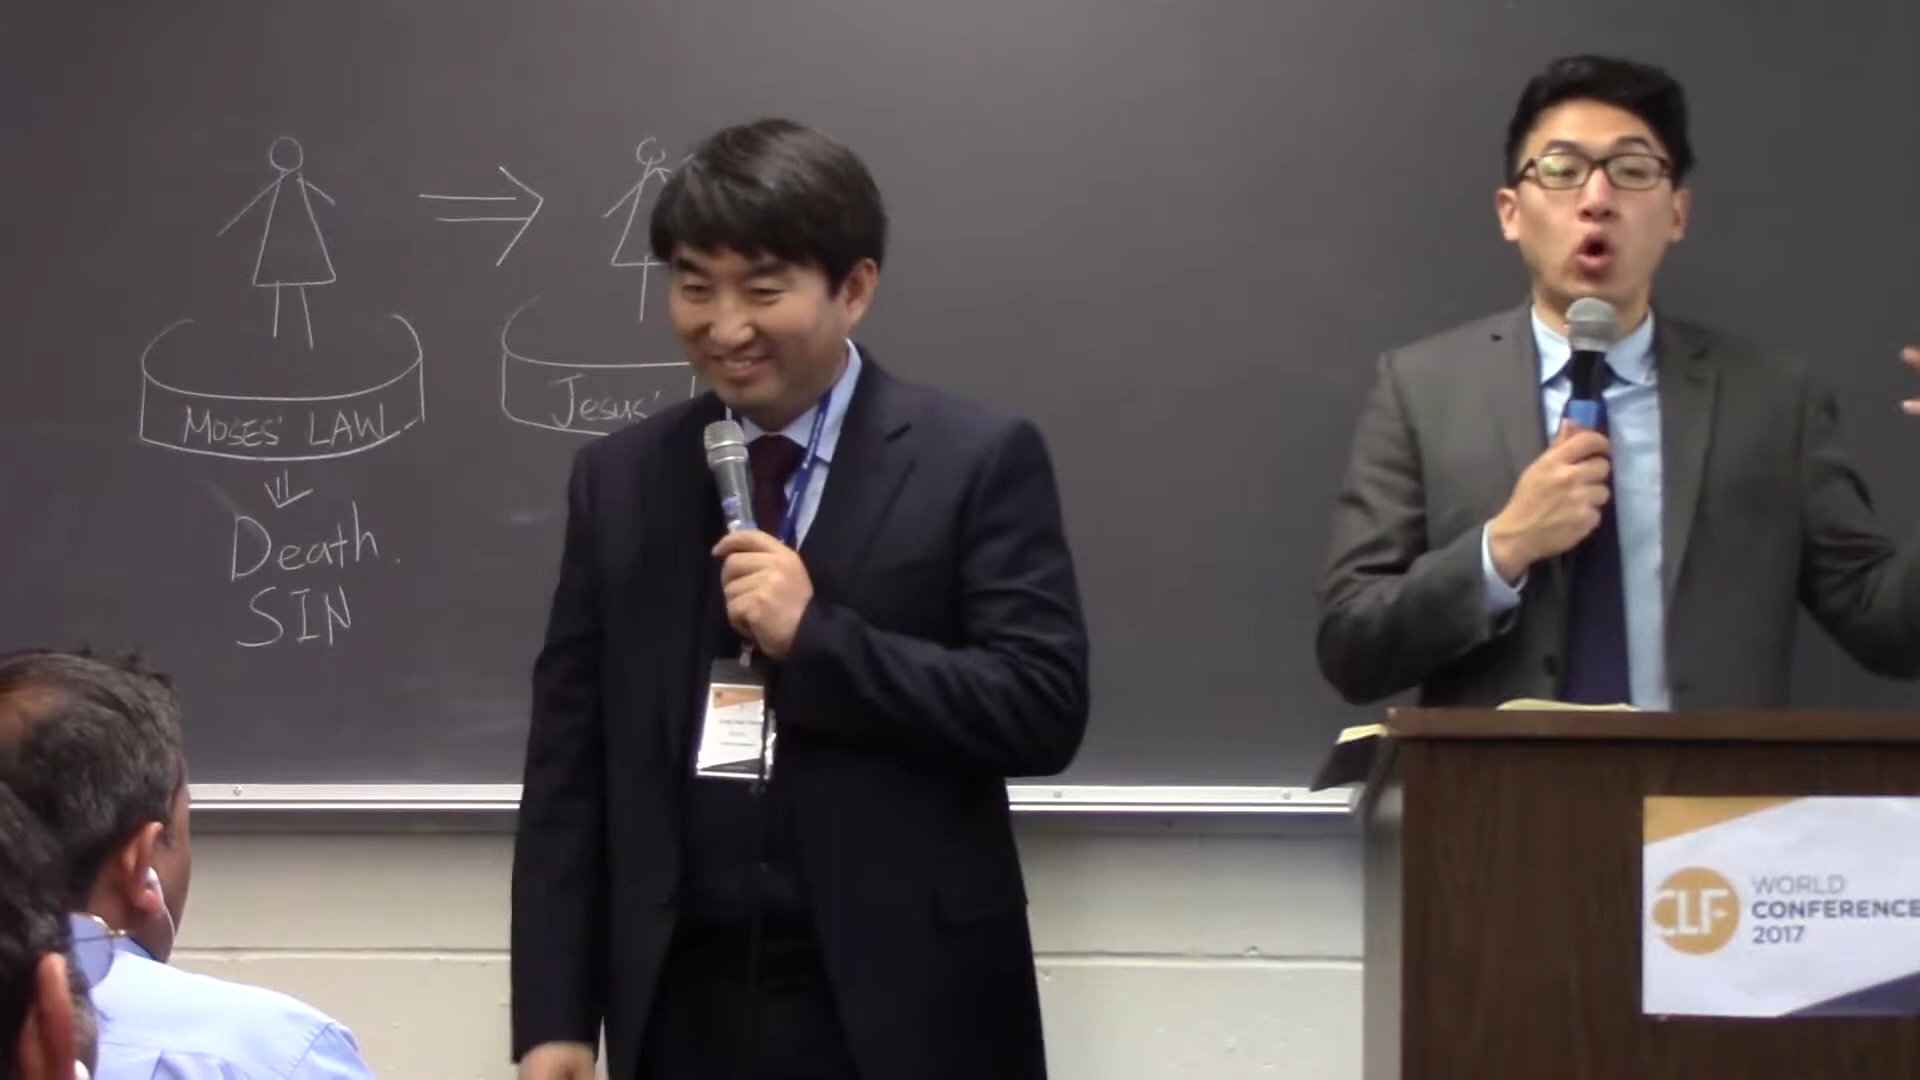 MOSES' LAW
Jesus'
Death.
SIN
CLF
WORLD
CONFERENCE
2017